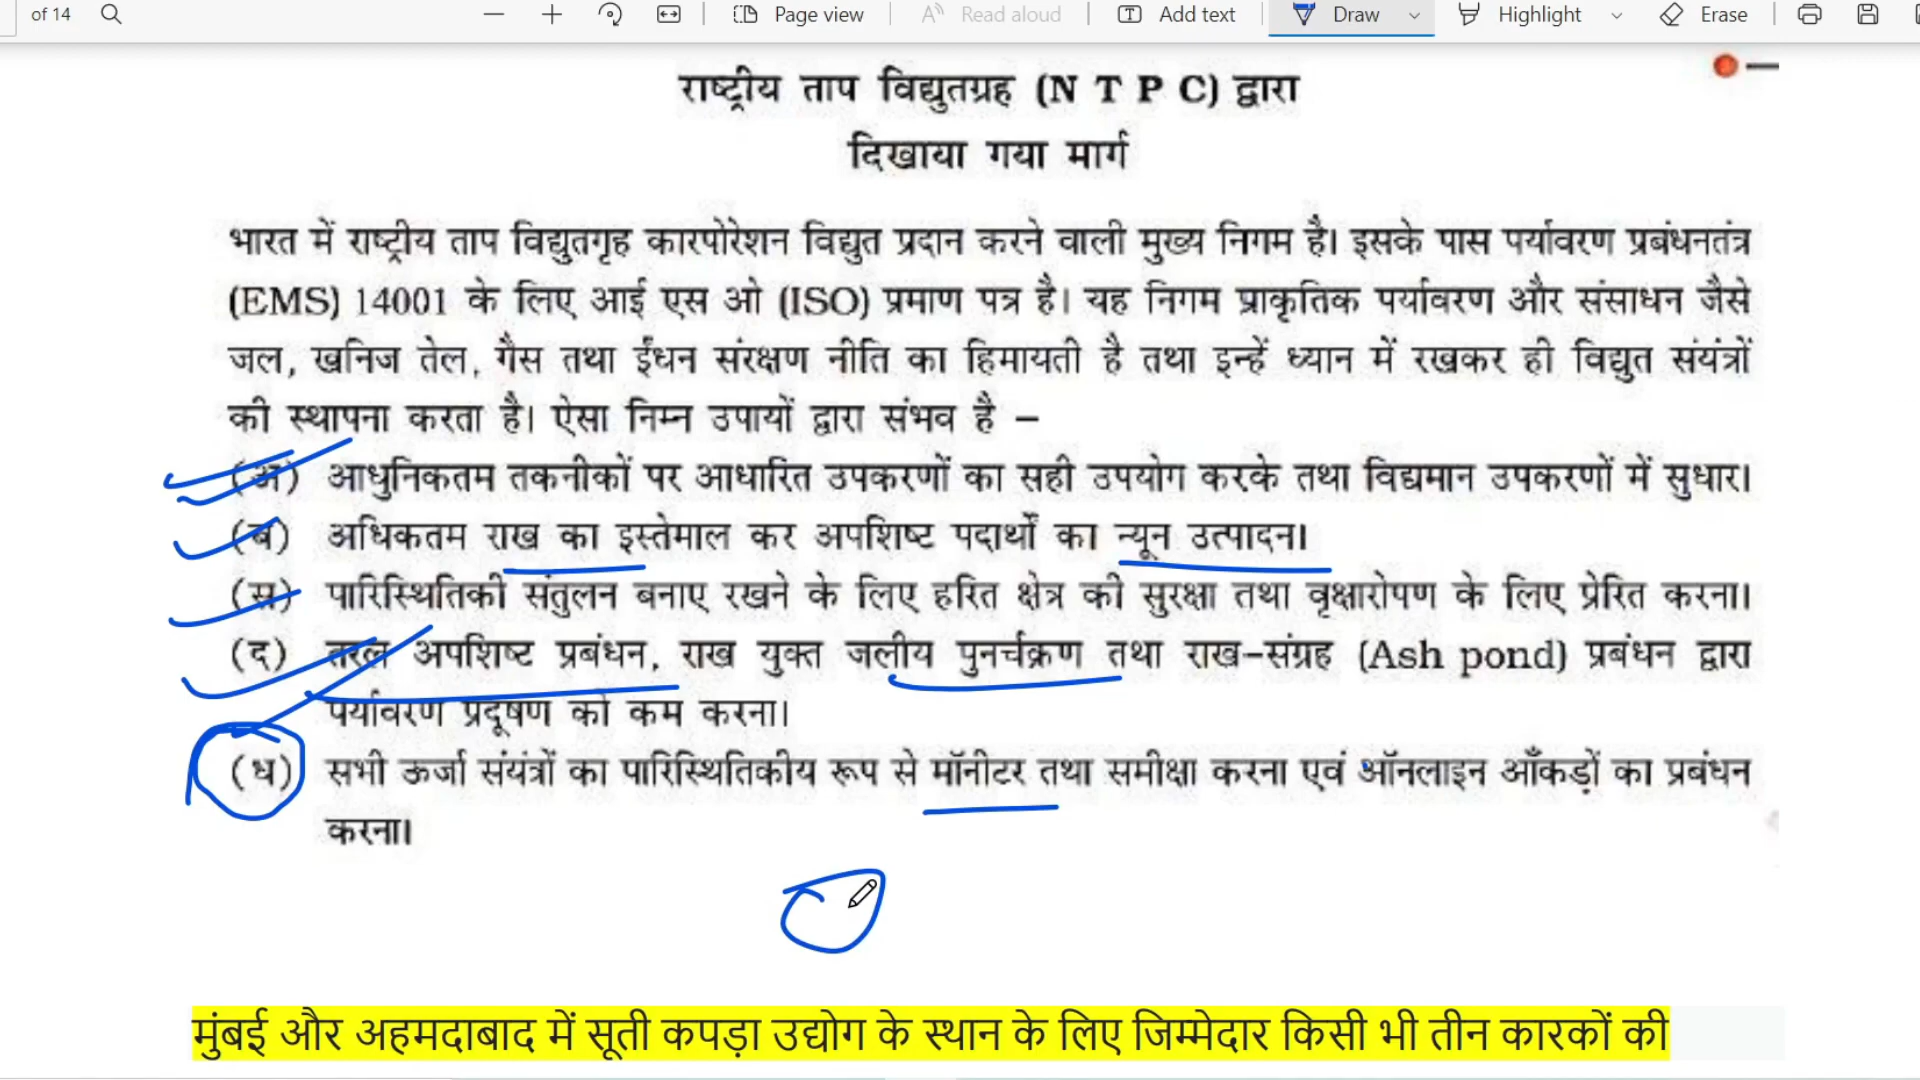 of 14 Page view Read aloud Add text Draw Highlight Erase
राष्ट्रीय ताप विद्युतग्रह (N T P C) द्वारा
दिखाया गया मार्ग
भारत में राष्ट्रीय ताप विद्युतगृह कारपोरेशन विद्युत प्रदान करने वाली मुख्य निगम है। इसके पास पर्यावरण प्रबंधनतंत्र
(EMS) 14001 के लिए आई एस ओ (ISO) प्रमाण पत्र है। यह निगम प्राकृतिक पर्यावरण और संसाधन जैसे
जल, खनिज तेल, गैस तथा ईंधन संरक्षण नीति का हिमायती है तथा इन्हें ध्यान में रखकर ही विद्युत संयंत्रों
की स्थापना करता है। ऐसा निम्न उपायों द्वारा संभव है –
(अ) आधुनिकतम तकनीकों पर आधारित उपकरणों का सही उपयोग करके तथा विद्यमान उपकरणों में सुधार।
(ब) अधिकतम राख का इस्तेमाल कर अपशिष्ट पदार्थों का न्यून उत्पादन।
(स) पारिस्थितिकी संतुलन बनाए रखने के लिए हरित क्षेत्र की सुरक्षा तथा वृक्षारोपण के लिए प्रेरित करना।
(द) तरल अपशिष्ट प्रबंधन, राख युक्त जलीय पुनर्चक्रण तथा राख-संग्रह (Ash pond) प्रबंधन द्वारा
पर्यावरण प्रदूषण को कम करना।
(ध) सभी ऊर्जा संयंत्रों का पारिस्थितिकीय रूप से मॉनीटर तथा समीक्षा करना एवं ऑनलाइन आँकड़ों का प्रबंधन
करना।
मुंबई और अहमदाबाद में सूती कपड़ा उद्योग के स्थान के लिए जिम्मेदार किसी भी तीन कारकों की